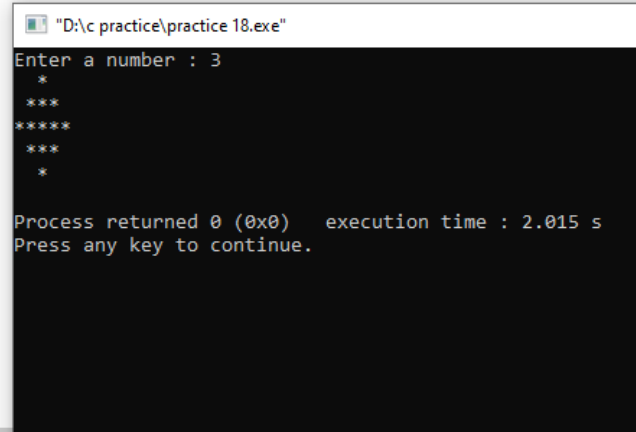 "D:\c practice\practice 18.exe"
Enter a number : 3
  *
 ***
*****
 ***
  *

Process returned 0 (0x0)   execution time : 2.015 s
Press any key to continue.